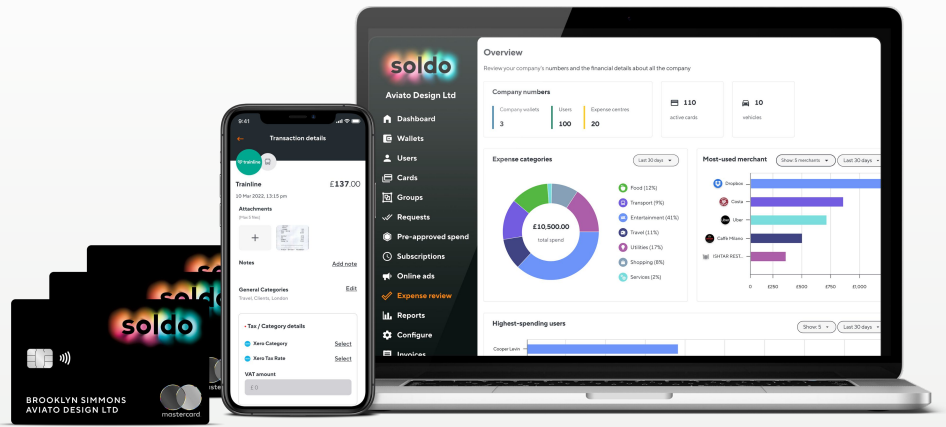 soldo
BROOKLYN SIMMONS
AVIATO DESIGN LTD
mastercard
9:41
Transaction details
trainline
Trainline
£137.00
20 Mar 2022, 13:15 pm
Attachments
(Max 5 files)
+
Notes
Add note
General Categories
Edit
Travel, Clients, London
• Tax / Category details
Xero Category
Select
Xero Tax Rate
Select
VAT amount
£0
soldo
Aviato Design Ltd
Dashboard
Wallets
Users
Cards
Groups
Requests
Pre-approved spend
Subscriptions
Online ads
Expense review
Reports
Configure
Invoices
Overview
Review your company's numbers and the financial details about all the company
Company numbers
Company wallets
3
Users
100
Expense centres
20
110
active cards
10
vehicles
Expense categories
Last 30 days
£10,500.00
total spend
Food (12%)
Transport (9%)
Entertainment (41%)
Travel (11%)
Utilities (17%)
Shopping (8%)
Services (2%)
Most-used merchant
Show: 5 merchants
Last 30 days
Dropbox
Costa
Uber
Caffe Milano
ISHTAR REST...
0 £250 £500 £750 £1,000
Highest-spending users
Show: 5
Last 30 days
Cooper Levin